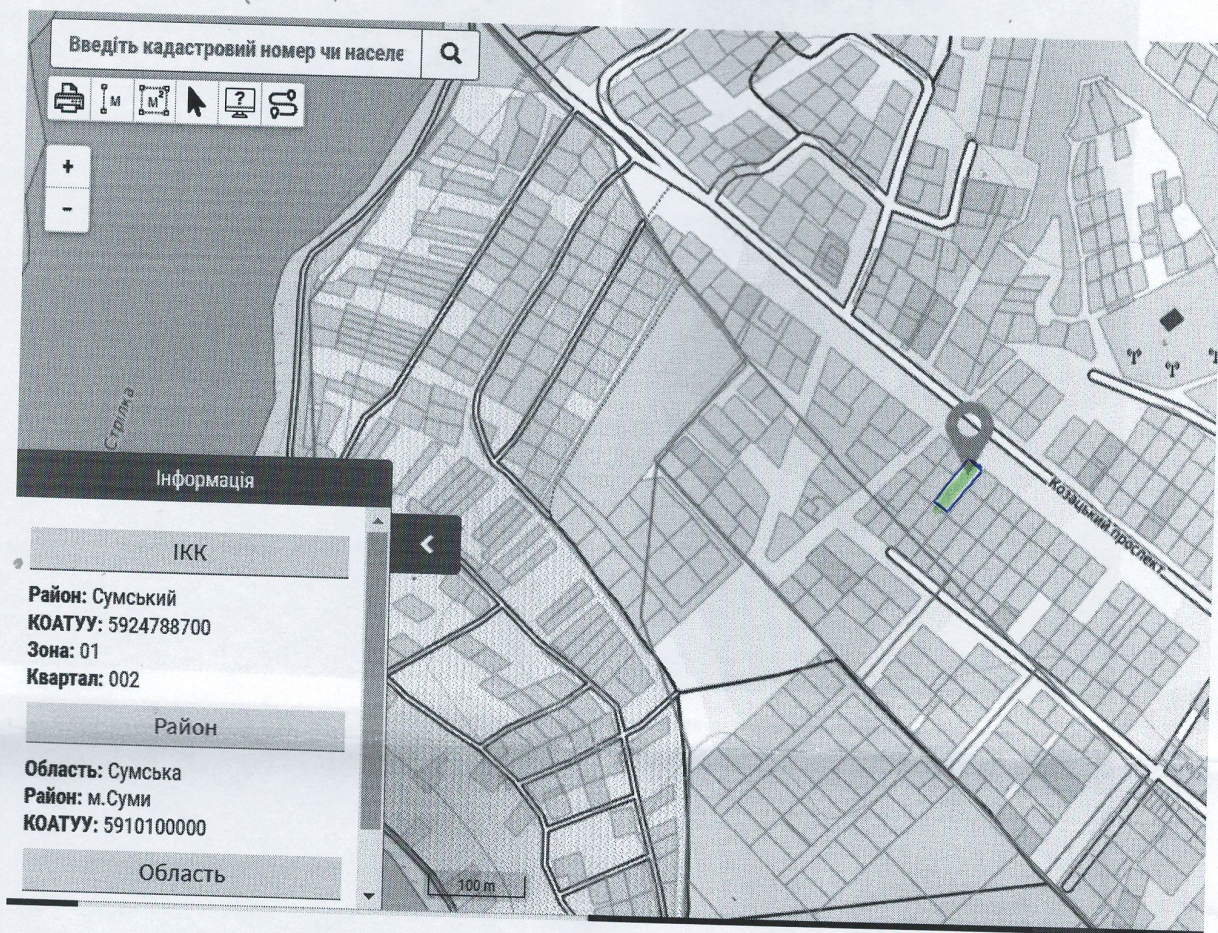 Введіть кадастровий номер чи населе
М
М²
?
+
-
Стрілка
Козацький проспект
Інформація
ІКК
Район: Сумський
КОАТУУ: 5924788700
Зона: 01
Квартал: 002
Район
Область: Сумська
Район: м.Суми
КОАТУУ: 5910100000
Область
100 m